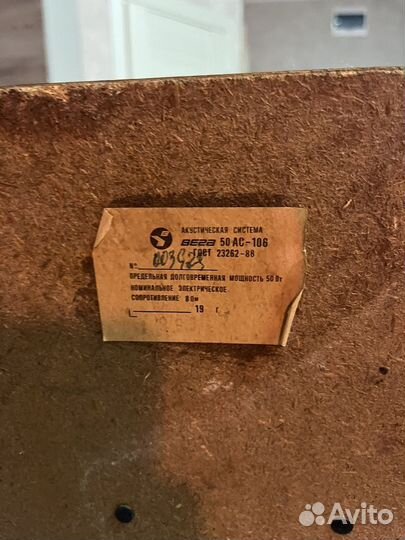 АКУСТИЧЕСКАЯ СИСТЕМА
ВЕГА 50 АС-106
ГОСТ 23262-88
№ 003923
ПРЕДЕЛЬНАЯ ДОЛГОВРЕМЕННАЯ МОЩНОСТЬ 50 Вт
НОМИНАЛЬНОЕ ЭЛЕКТРИЧЕСКОЕ
СОПРОТИВЛЕНИЕ 8 Ом
19 г.
Avito